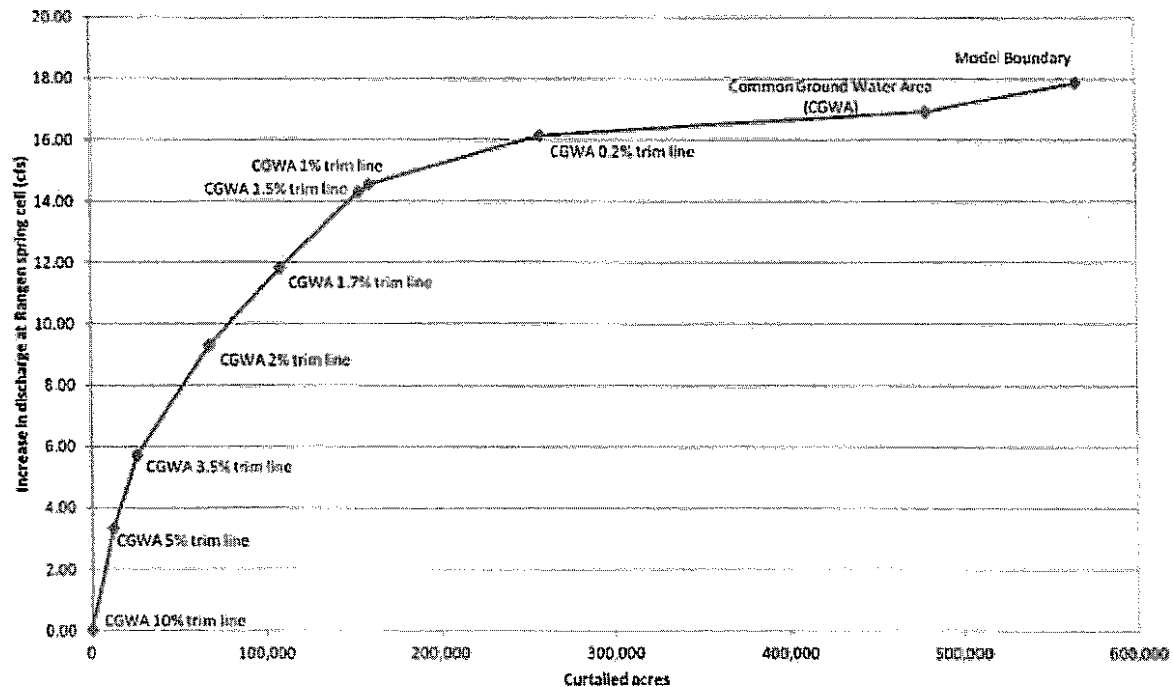 20.00
18.00
16.00
14.00
12.00
10.00
8.00
6.00
4.00
2.00
0.00
Increase in discharge at Rangen spring cell (cfs)
Model Boundary
Common Ground Water Area
(CGWA)
CGWA 0.2% trim line
CGWA 1% trim line
CGWA 1.5% trim line
CGWA 1.7% trim line
CGWA 2% trim line
CGWA 3.5% trim line
CGWA 5% trim line
CGWA 10% trim line
0
100,000
200,000
300,000
400,000
500,000
600,000
Curtailed acres